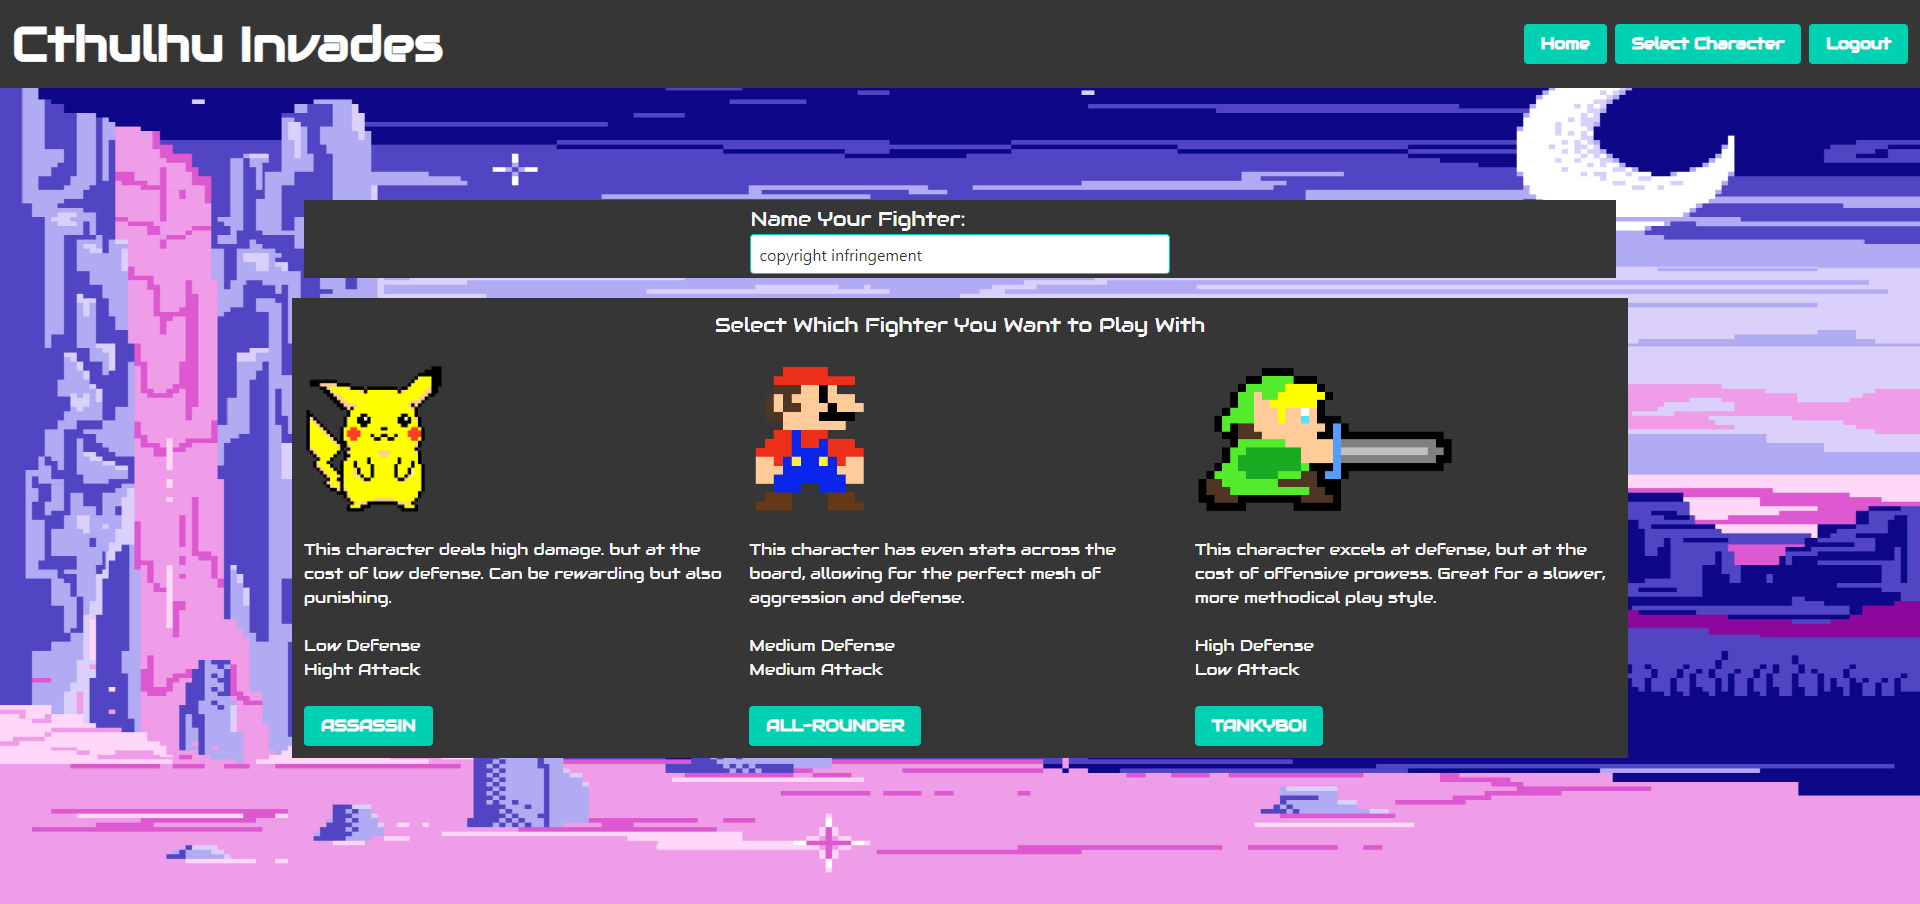 Cthulhu Invades
Home
Select Character
Logout
Name Your Fighter:
copyright infringement
Select Which Fighter You Want to Play With
This character deals high damage. but at the
cost of low defense. Can be rewarding but also
punishing.
Low Defense
Hight Attack
ASSASSIN
This character has even stats across the
board, allowing for the perfect mesh of
aggression and defense.
Medium Defense
Medium Attack
ALL-ROUNDER
This character excels at defense, but at the
cost of offensive prowess. Great for a slower,
more methodical play style.
High Defense
Low Attack
TANKYBOI